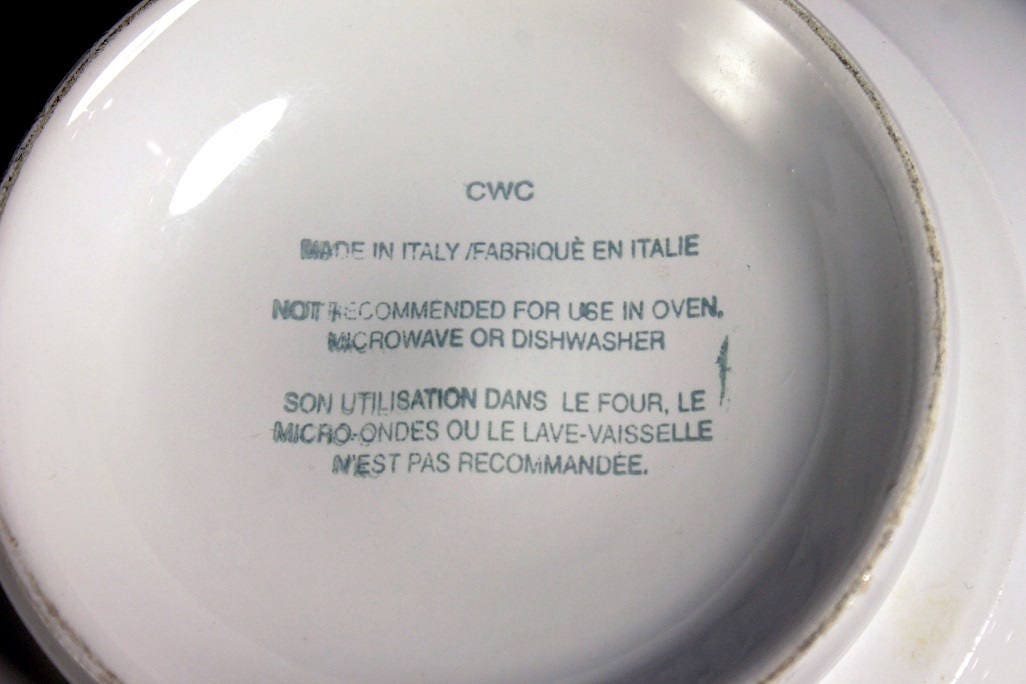 CWC
MADE IN ITALY /FABRIQUÈ EN ITALIE
NOT RECOMMENDED FOR USE IN OVEN,
MICROWAVE OR DISHWASHER
SON UTILISATION DANS LE FOUR, LE
MICRO-ONDES OU LE LAVE-VAISSELLE
N'EST PAS RECOMMANDÉE.